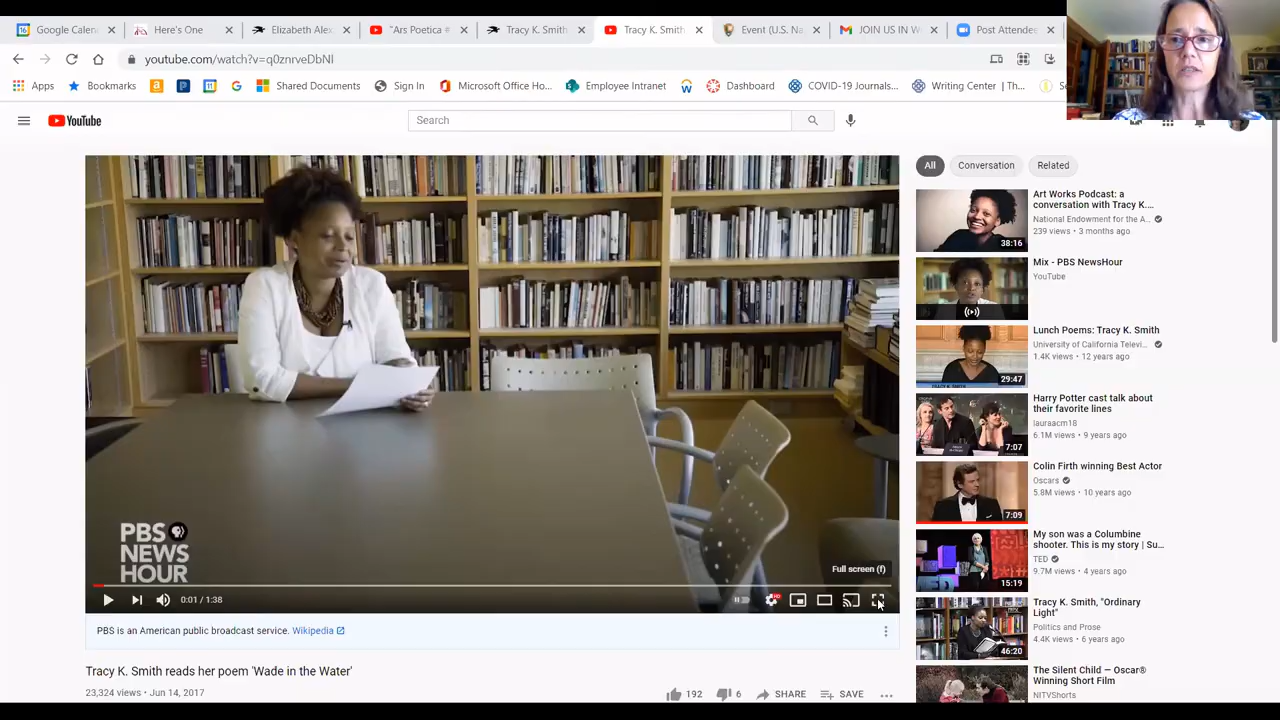 Google Calen
Here's One
Elizabeth Alex
"Ars Poetica #
Tracy K. Smith
Tracy K. Smith
Event (U.S. Na
JOIN US IN W
Post Attende
youtube.com/watch?v=q0znrveDbNI
Apps
Bookmarks
Shared Documents
Sign In
Microsoft Office Ho...
Employee Intranet
Dashboard
COVID-19 Journals...
Writing Center | Th...
YouTube
Search
All
Conversation
Related
Art Works Podcast: a
conversation with Tracy K....
National Endowment for the A...
239 views • 3 months ago
38:16
Mix - PBS NewsHour
YouTube
Lunch Poems: Tracy K. Smith
University of California Televi...
1.4K views • 12 years ago
29:47
Harry Potter cast talk about
their favorite lines
lauraacm18
6.1M views • 9 years ago
7:07
Colin Firth winning Best Actor
Oscars
5.8M views • 10 years ago
7:09
My son was a Columbine
shooter. This is my story | Su...
TED
9.7M views • 4 years ago
15:19
Tracy K. Smith, "Ordinary
Light"
Politics and Prose
4.4K views • 6 years ago
46:20
The Silent Child — Oscar®
Winning Short Film
NITVShorts
PBS
NEWS
HOUR
Full screen (f)
0:01 / 1:38
PBS is an American public broadcast service. Wikipedia
Tracy K. Smith reads her poem 'Wade in the Water'
23,324 views • Jun 14, 2017
192
6
SHARE
SAVE